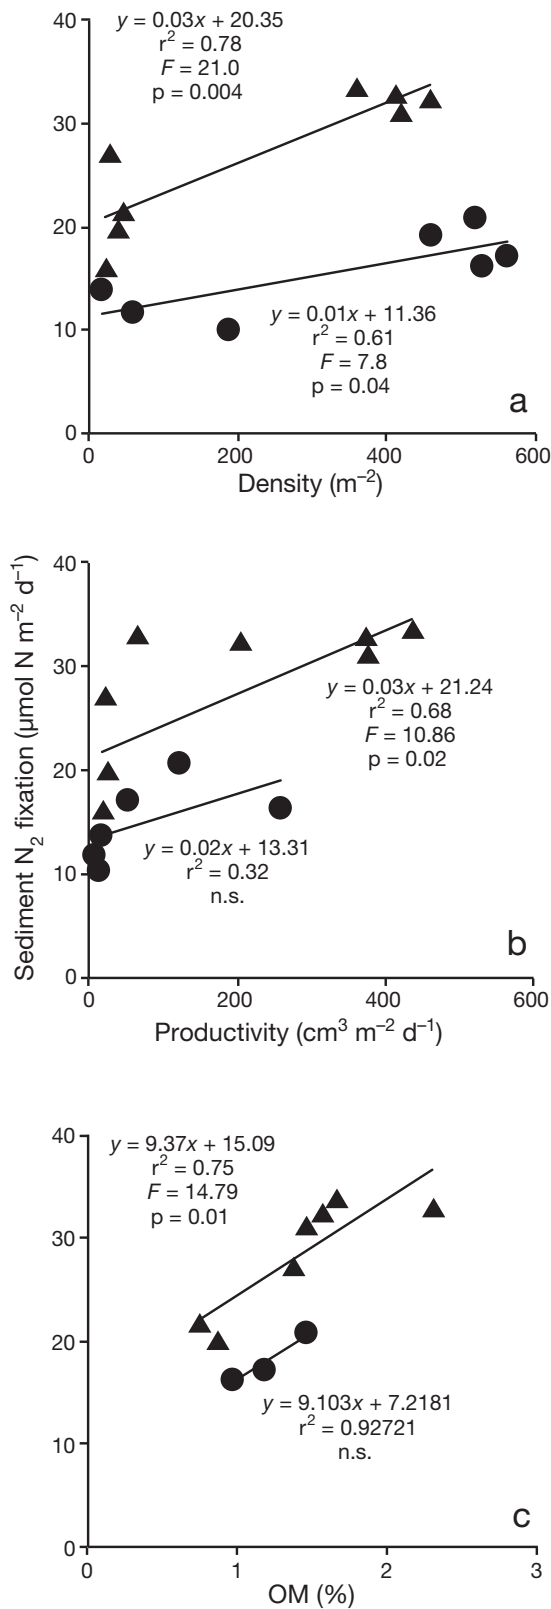 40
y = 0.03x + 20.35
r² = 0.78
F = 21.0
p = 0.004
30
20
10
y = 0.01x + 11.36
r² = 0.61
F = 7.8
p = 0.04
a
0
0 200 400 600
Density (m⁻²)
Sediment N₂ fixation (µmol N m⁻² d⁻¹)
40
30
y = 0.03x + 21.24
r² = 0.68
F = 10.86
p = 0.02
20
y = 0.02x + 13.31
r² = 0.32
n.s.
10
b
0
0 200 400 600
Productivity (cm³ m⁻² d⁻¹)
40
y = 9.37x + 15.09
r² = 0.75
F = 14.79
p = 0.01
30
20
y = 9.103x + 7.2181
r² = 0.92721
n.s.
10
c
0
0 1 2 3
OM (%)